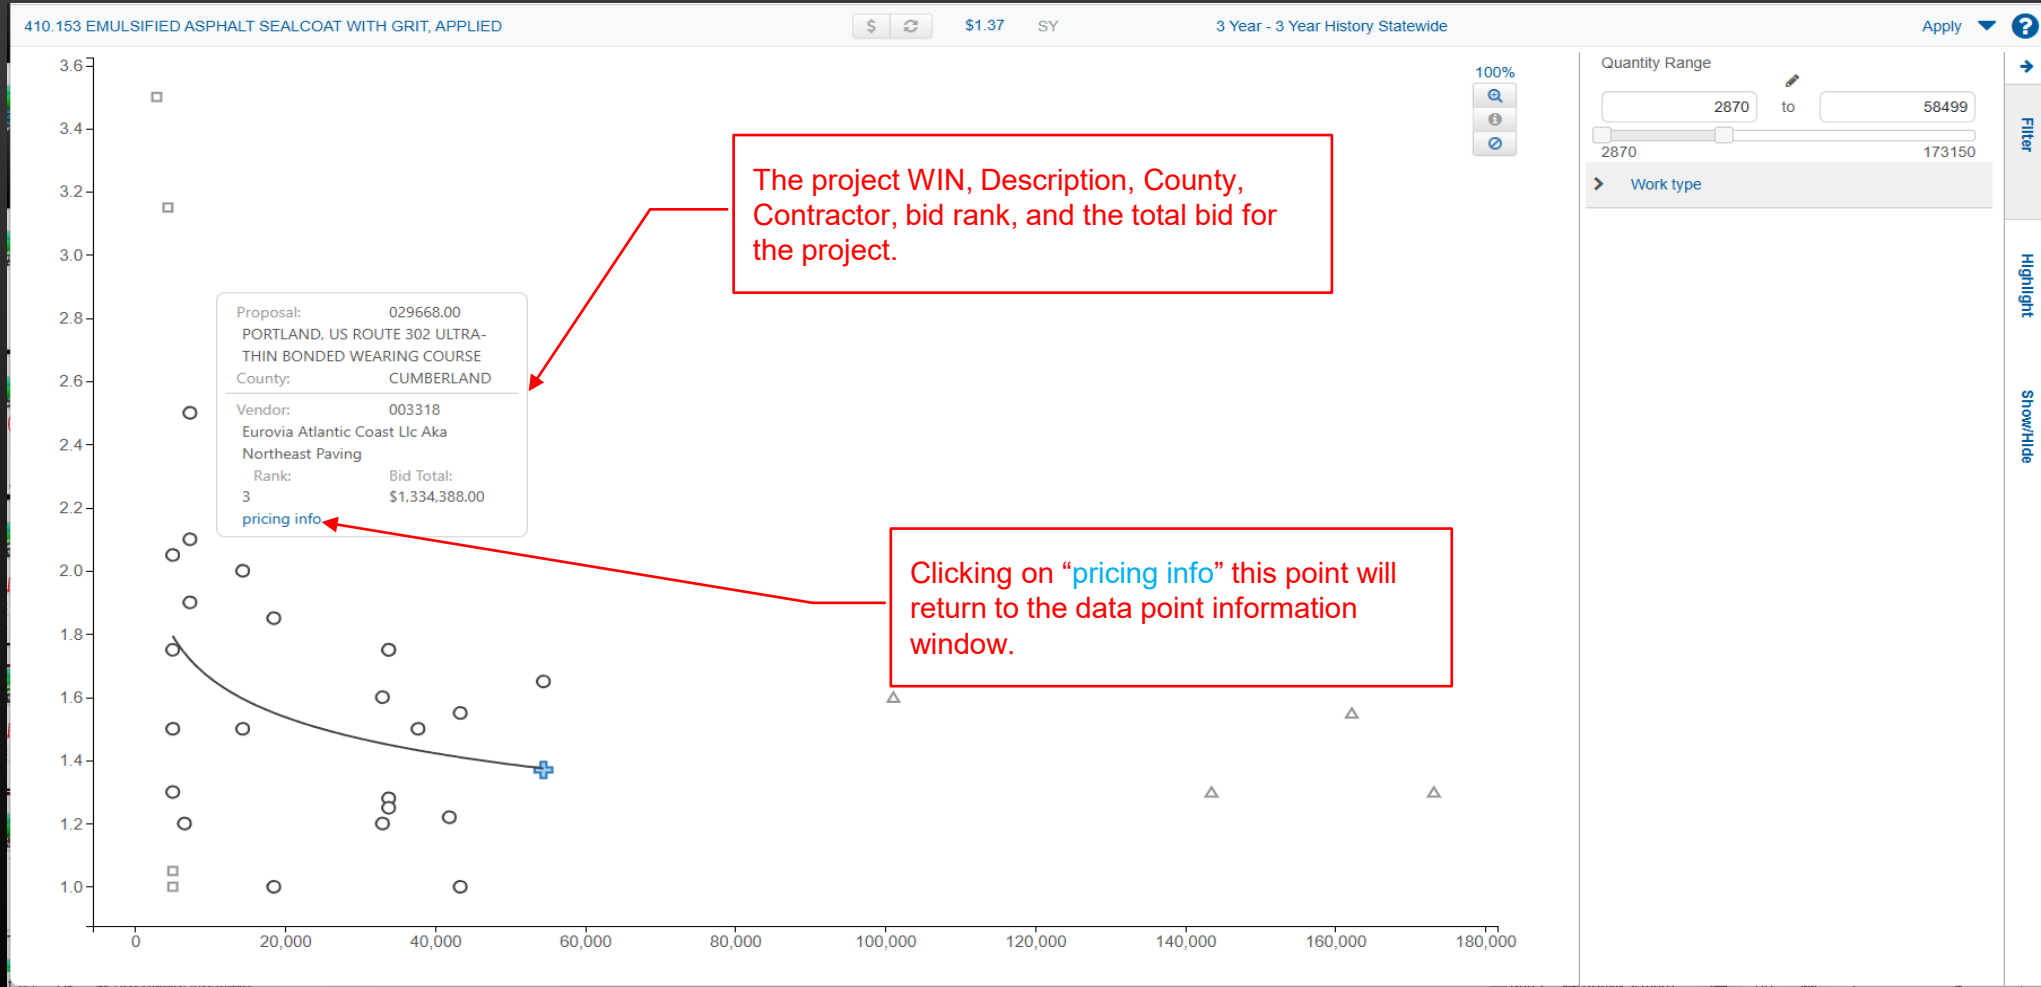 410.153 EMULSIFIED ASPHALT SEALCOAT WITH GRIT, APPLIED
$
$1.37 SY
3 Year - 3 Year History Statewide
Apply
?
3.6
3.4
3.2
3.0
2.8
2.6
2.4
2.2
2.0
1.8
1.6
1.4
1.2
1.0
0
20,000
40,000
60,000
80,000
100,000
120,000
140,000
160,000
180,000
100%
The project WIN, Description, County,
Contractor, bid rank, and the total bid for
the project.
Proposal: 029668.00
PORTLAND, US ROUTE 302 ULTRA-
THIN BONDED WEARING COURSE
County: CUMBERLAND
Vendor: 003318
Eurovia Atlantic Coast Llc Aka
Northeast Paving
Rank: Bid Total:
3 $1,334,388.00
pricing info
Clicking on “pricing info” this point will
return to the data point information
window.
Quantity Range
2870 to 58499
2870 173150
Work type
Filter
Highlight
Show/Hide